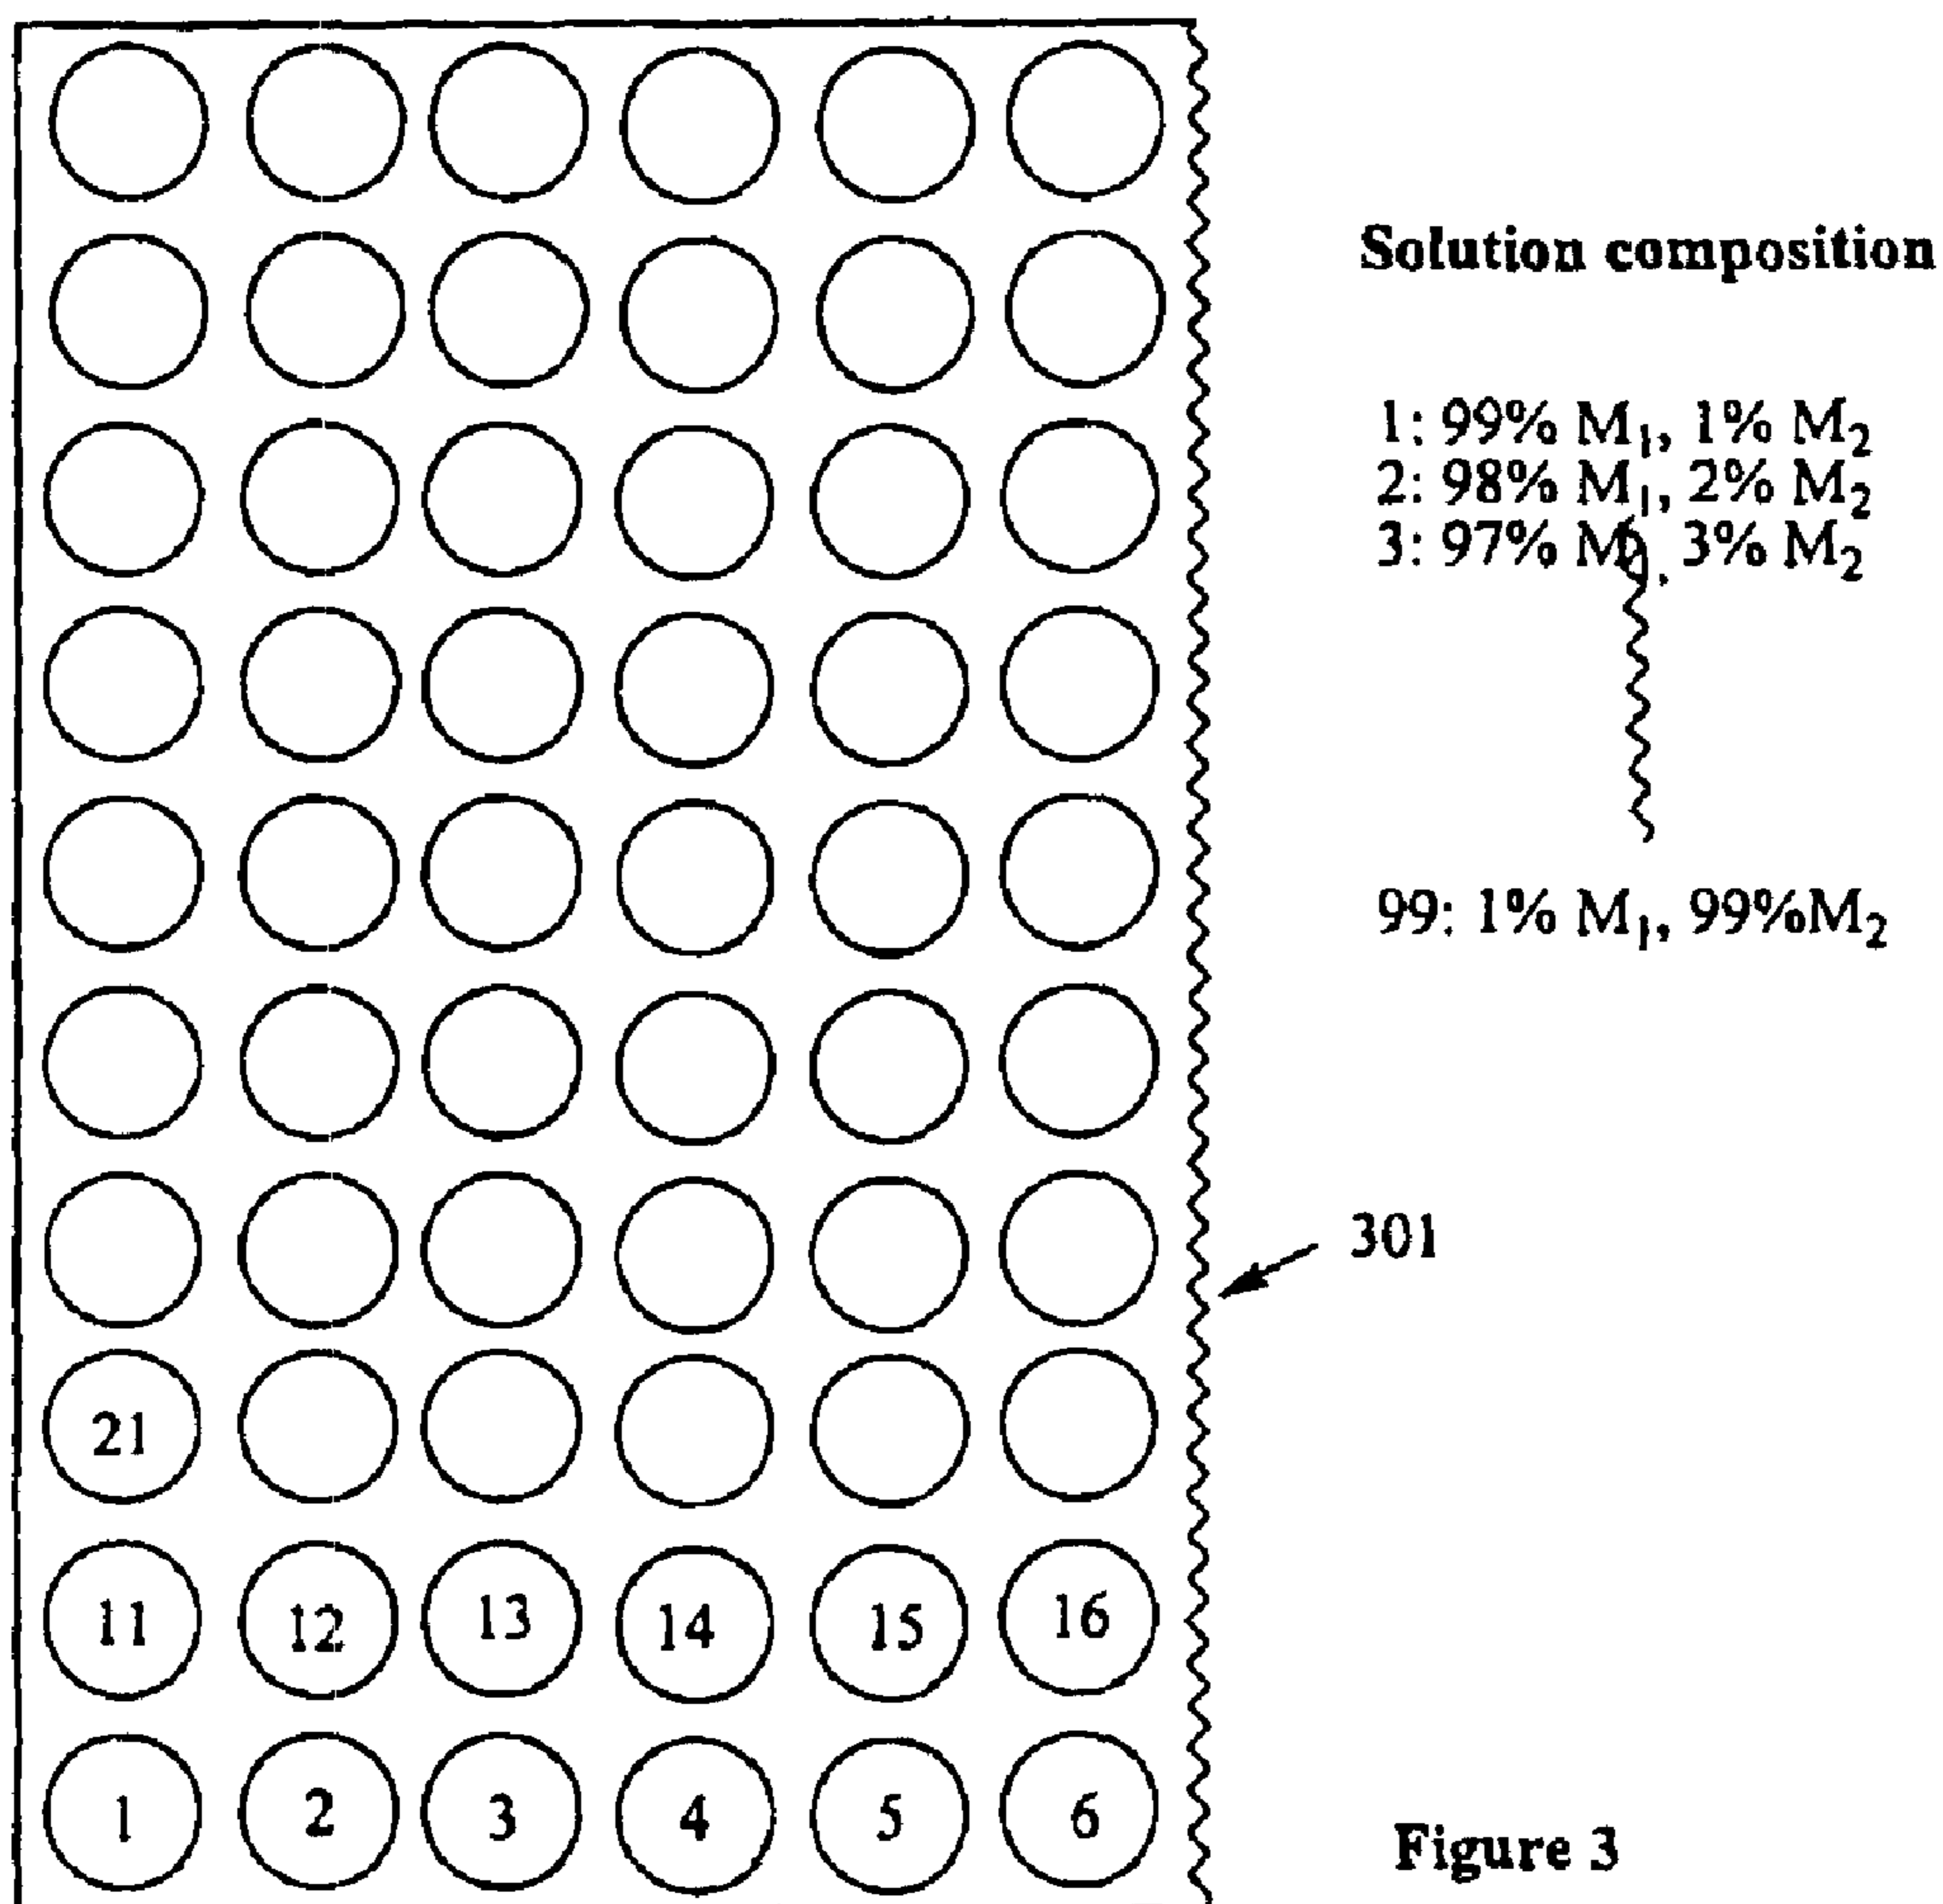 Solution composition
1: 99% M₁, 1% M₂
2: 98% M₁, 2% M₂
3: 97% M₁, 3% M₂
99: 1% M₁, 99%M₂
301
21
11 12 13 14 15 16
1 2 3 4 5 6
Figure 3